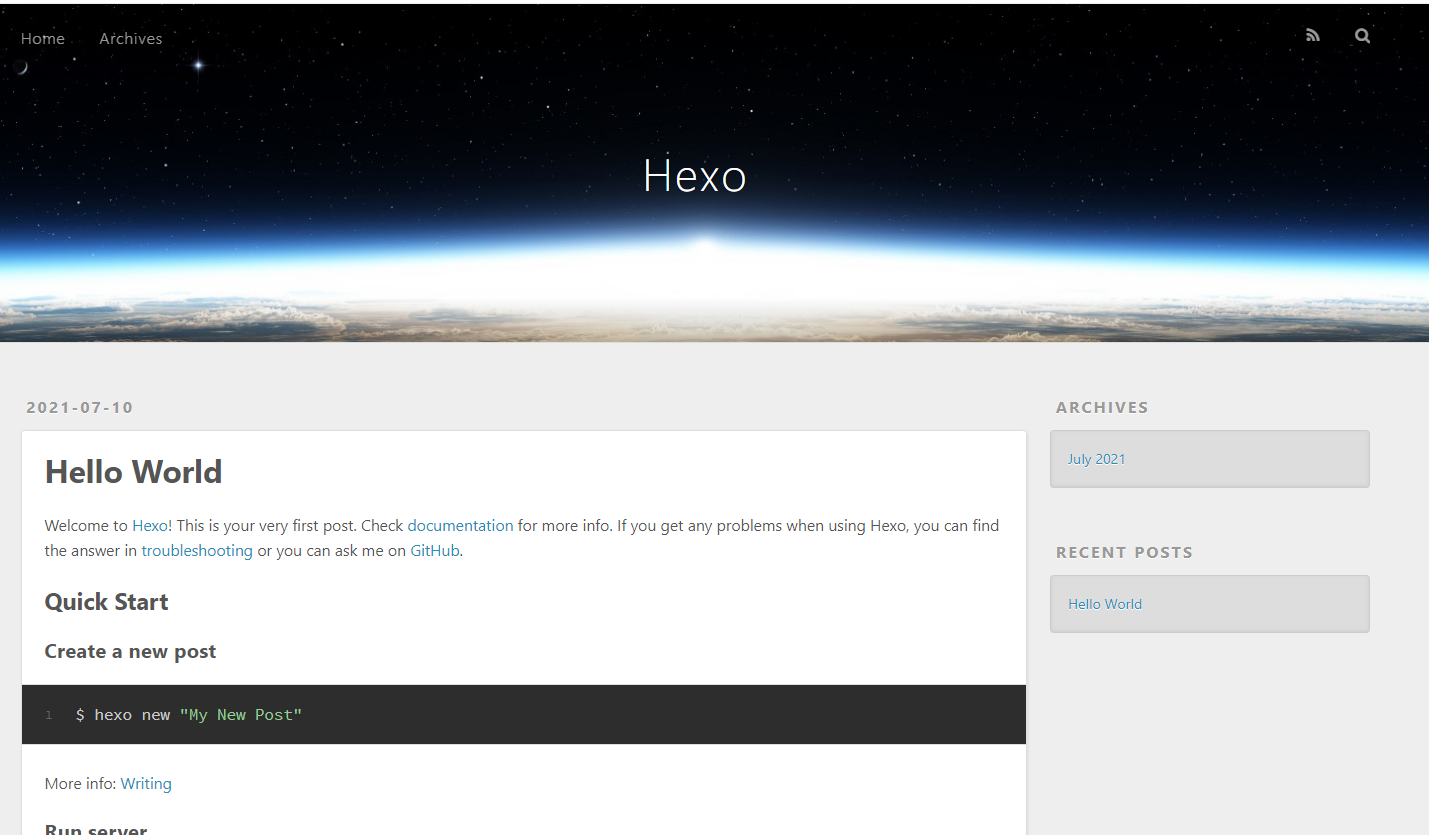 Home Archives
Hexo
2021-07-10
Hello World
Welcome to Hexo! This is your very first post. Check documentation for more info. If you get any problems when using Hexo, you can find
the answer in troubleshooting or you can ask me on GitHub.
Quick Start
Create a new post
1 $ hexo new "My New Post"
More info: Writing
Run server
ARCHIVES
July 2021
RECENT POSTS
Hello World